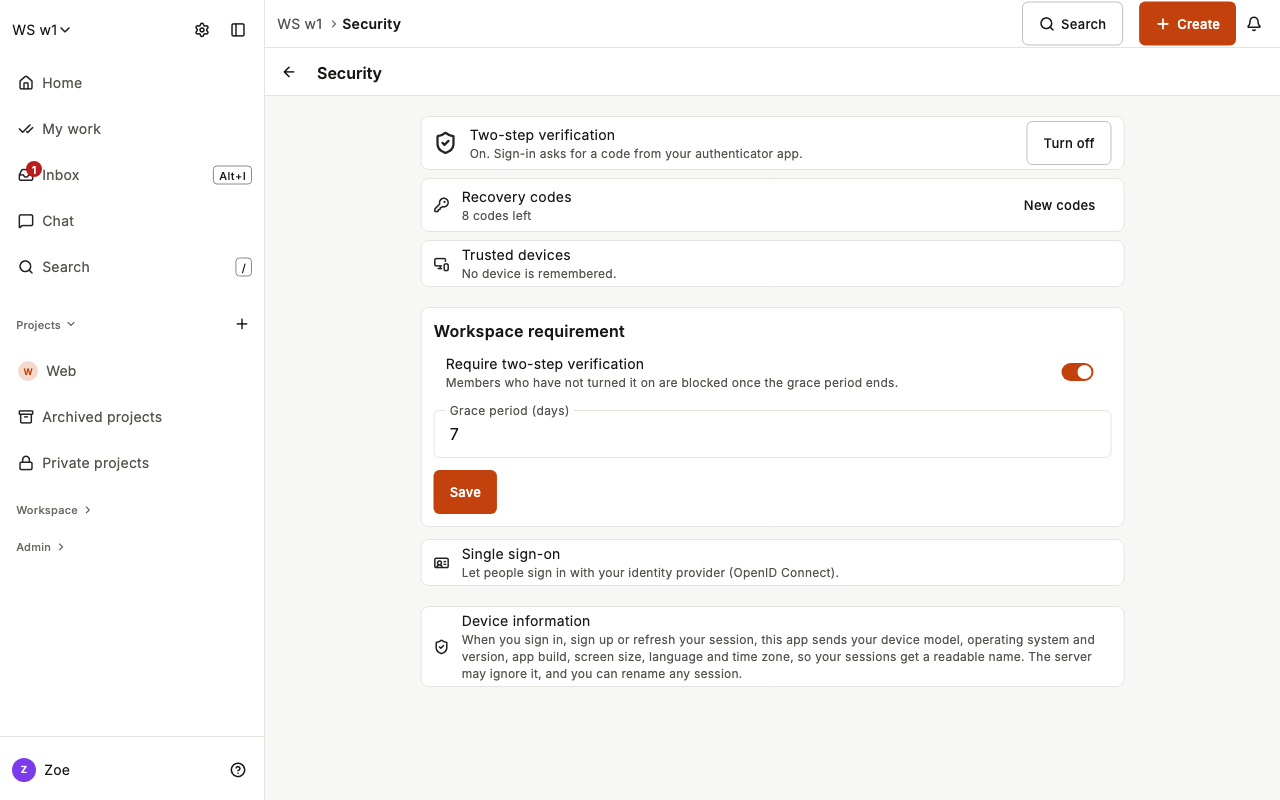 WS w1
Home
My work
1
Inbox
Alt+I
Chat
Search
/
Projects
W
Web
Archived projects
Private projects
Workspace
Admin
Z
Zoe
WS w1 > Security
Search
Create
Security
Two-step verification
On. Sign-in asks for a code from your authenticator app.
Turn off
Recovery codes
8 codes left
New codes
Trusted devices
No device is remembered.
Workspace requirement
Require two-step verification
Members who have not turned it on are blocked once the grace period ends.
Grace period (days)
7
Save
Single sign-on
Let people sign in with your identity provider (OpenID Connect).
Device information
When you sign in, sign up or refresh your session, this app sends your device model, operating system and
version, app build, screen size, language and time zone, so your sessions get a readable name. The server
may ignore it, and you can rename any session.